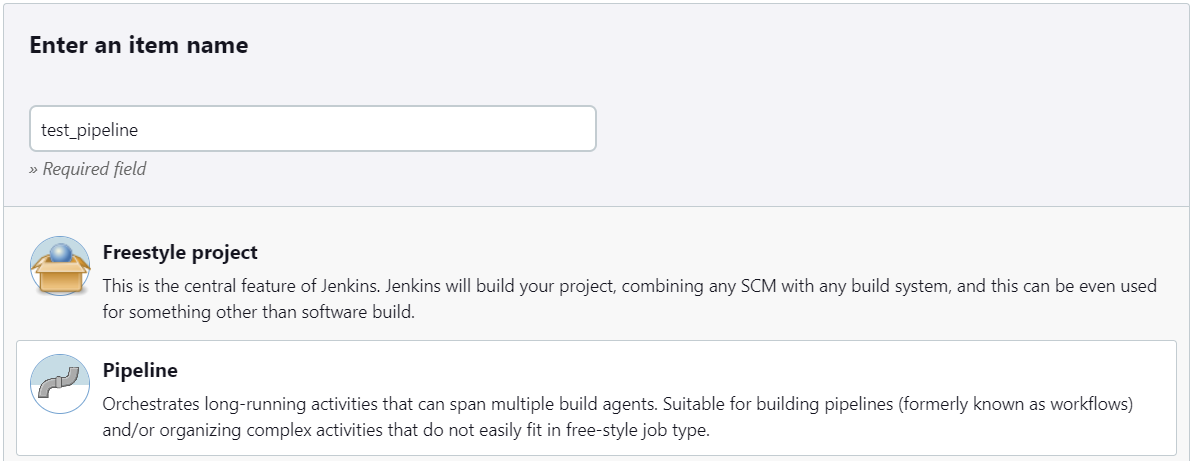 Enter an item name
test_pipeline
» Required field
Freestyle project
This is the central feature of Jenkins. Jenkins will build your project, combining any SCM with any build system, and this can be even used
for something other than software build.
Pipeline
Orchestrates long-running activities that can span multiple build agents. Suitable for building pipelines (formerly known as workflows)
and/or organizing complex activities that do not easily fit in free-style job type.